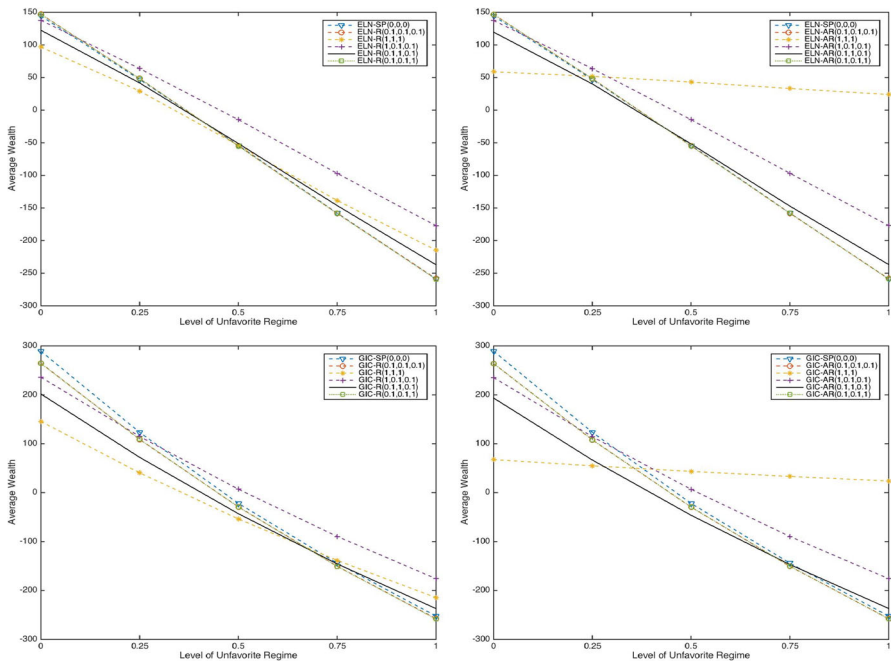 150
100
50
0
-50
-100
-150
-200
-250
-300
Average Wealth
0
0.25
0.5
0.75
1
Level of Unfavorite Regime
ELN-SP(0,0,0)
ELN-R(0.1,0.1,0.1)
ELN-R(1,1,1)
ELN-R(1,0.1,0.1)
ELN-R(0.1,1,0.1)
ELN-R(0.1,0.1,1)
150
100
50
0
-50
-100
-150
-200
-250
-300
Average Wealth
0
0.25
0.5
0.75
1
Level of Unfavorite Regime
ELN-SP(0,0,0)
ELN-AR(0.1,0.1,0.1)
ELN-AR(1,1,1)
ELN-AR(1,0.1,0.1)
ELN-AR(0.1,1,0.1)
ELN-AR(0.1,0.1,1)
300
200
100
0
-100
-200
-300
Average Wealth
0
0.25
0.5
0.75
1
Level of Unfavorite Regime
GIC-SP(0,0,0)
GIC-R(0.1,0.1,0.1)
GIC-R(1,1,1)
GIC-R(1,0.1,0.1)
GIC-R(0.1,1,0.1)
GIC-R(0.1,0.1,1)
300
200
100
0
-100
-200
-300
Average Wealth
0
0.25
0.5
0.75
1
Level of Unfavorite Regime
GIC-SP(0,0,0)
GIC-AR(0.1,0.1,0.1)
GIC-AR(1,1,1)
GIC-AR(1,0.1,0.1)
GIC-AR(0.1,1,0.1)
GIC-AR(0.1,0.1,1)